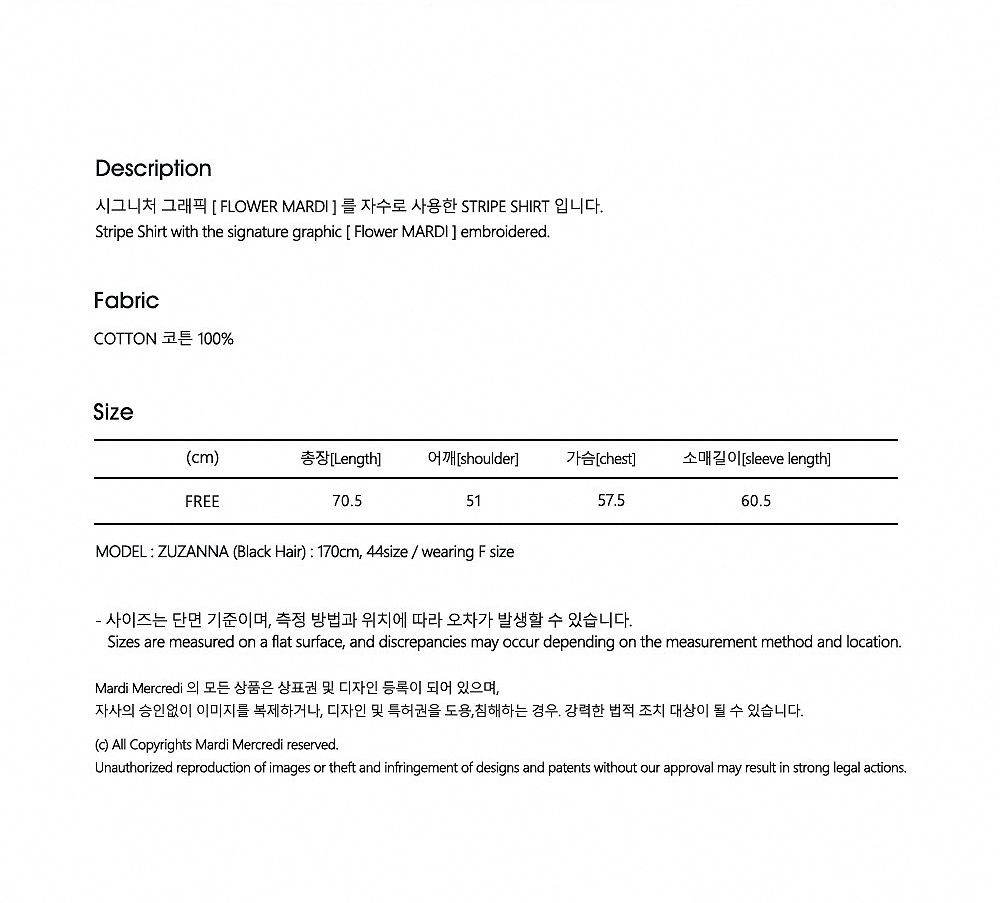 Description
시그니처 그래픽 [ FLOWER MARDI ] 를 자수로 사용한 STRIPE SHIRT 입니다.
Stripe Shirt with the signature graphic [ Flower MARDI ] embroidered.
Fabric
COTTON 코튼 100%
Size
(cm) 총장[Length] 어깨[shoulder] 가슴[chest] 소매길이[sleeve length]
FREE 70.5 51 57.5 60.5
MODEL : ZUZANNA (Black Hair) : 170cm, 44size / wearing F size
- 사이즈는 단면 기준이며, 측정 방법과 위치에 따라 오차가 발생할 수 있습니다.
Sizes are measured on a flat surface, and discrepancies may occur depending on the measurement method and location.
Mardi Mercredi 의 모든 상품은 상표권 및 디자인 등록이 되어 있으며,
자사의 승인없이 이미지를 복제하거나, 디자인 및 특허권을 도용,침해하는 경우. 강력한 법적 조치 대상이 될 수 있습니다.
(c) All Copyrights Mardi Mercredi reserved.
Unauthorized reproduction of images or theft and infringement of designs and patents without our approval may result in strong legal actions.